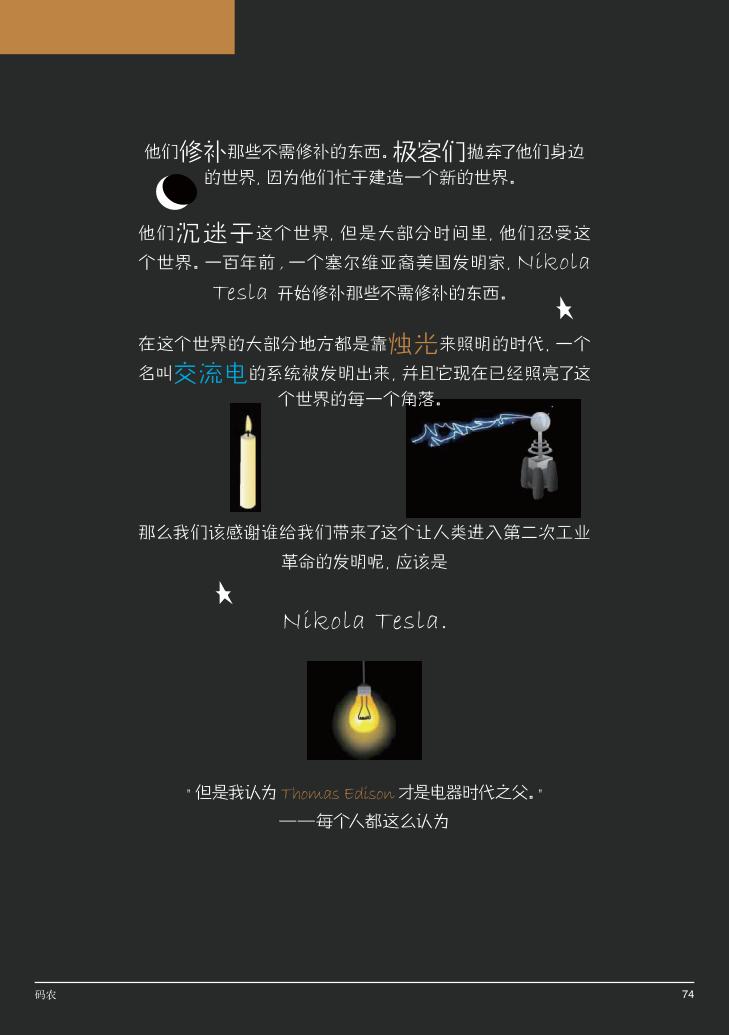 他们修补那些不需修补的东西。极客们抛弃了他们身边
的世界, 因为他们忙于建造一个新的世界。
他们沉迷于这个世界, 但是大部分时间里, 他们忍受这
个世界。一百年前 , 一个塞尔维亚裔美国发明家, Nikola
Tesla 开始修补那些不需修补的东西。
在这个世界的大部分地方都是靠烛光来照明的时代, 一个
名叫交流电的系统被发明出来, 并且它现在已经照亮了这
个世界的每一个角落。
那么我们该感谢谁给我们带来了这个让人类进入第二次工业
革命的发明呢, 应该是
Nikola Tesla.
" 但是我认为 Thomas Edison 才是电器时代之父。"
——每个人都这么认为
码农 74